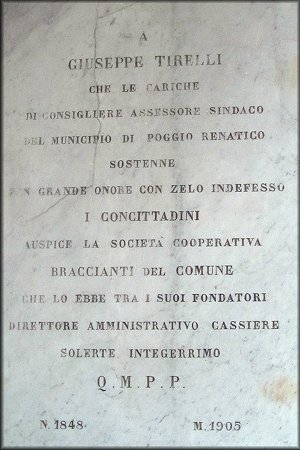 A
GIUSEPPE TIRELLI
CHE LE CARICHE
DI CONSIGLIERE ASSESSORE SINDACO
DEL MUNICIPIO DI POGGIO RENATICO
SOSTENNE
CON GRANDE ONORE CON ZELO INDEFESSO
I CONCITTADINI
AUSPICE LA SOCIETÀ COOPERATIVA
BRACCIANTI DEL COMUNE
CHE LO EBBE TRA I SUOI FONDATORI
DIRETTORE AMMINISTRATIVO CASSIERE
SOLERTE INTEGERRIMO
Q. M. P. P.
N. 1848 M. 1905